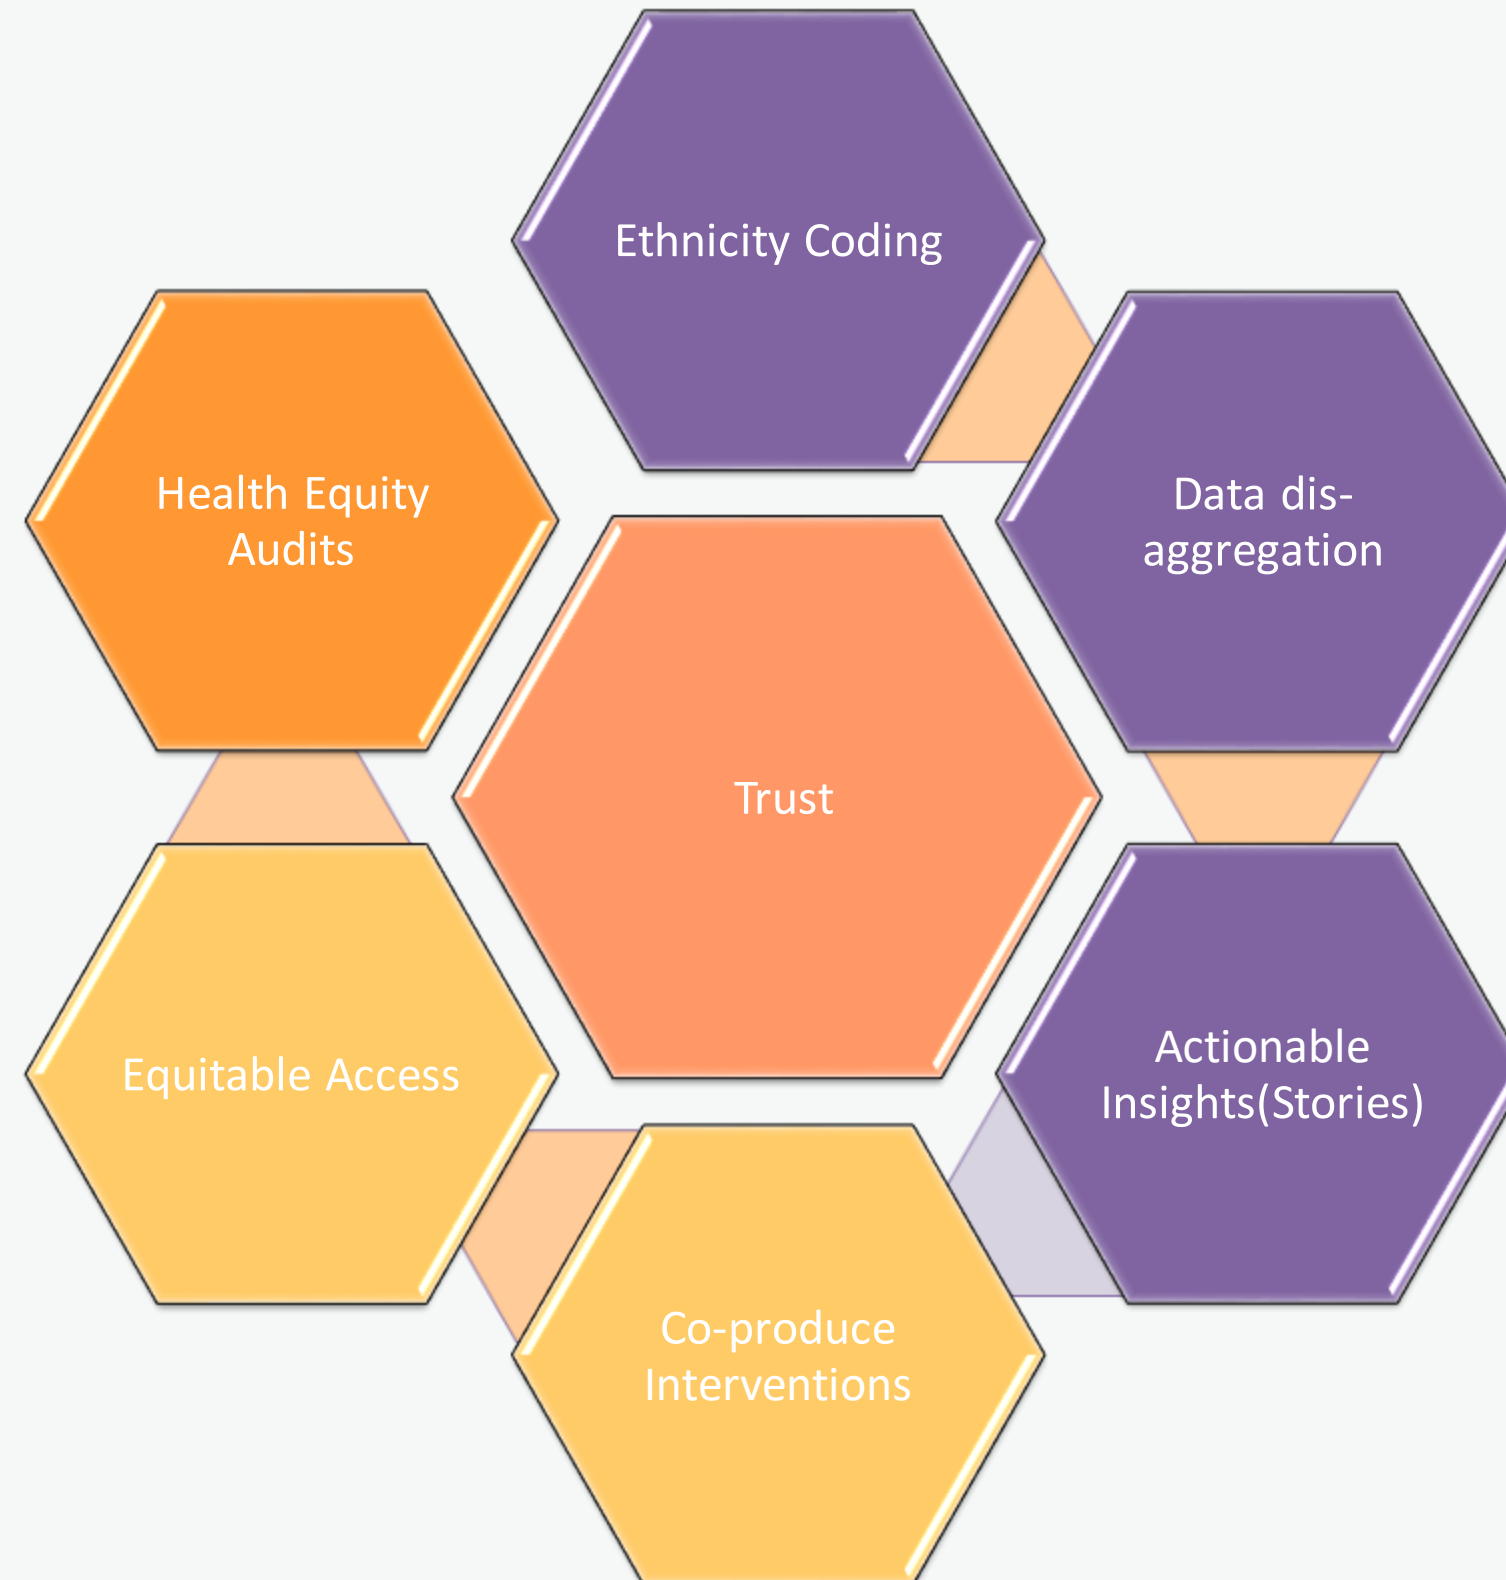 Ethnicity Coding
Health Equity
Audits
Data dis-
aggregation
Trust
Equitable Access
Actionable
Insights(Stories)
Co-produce
Interventions